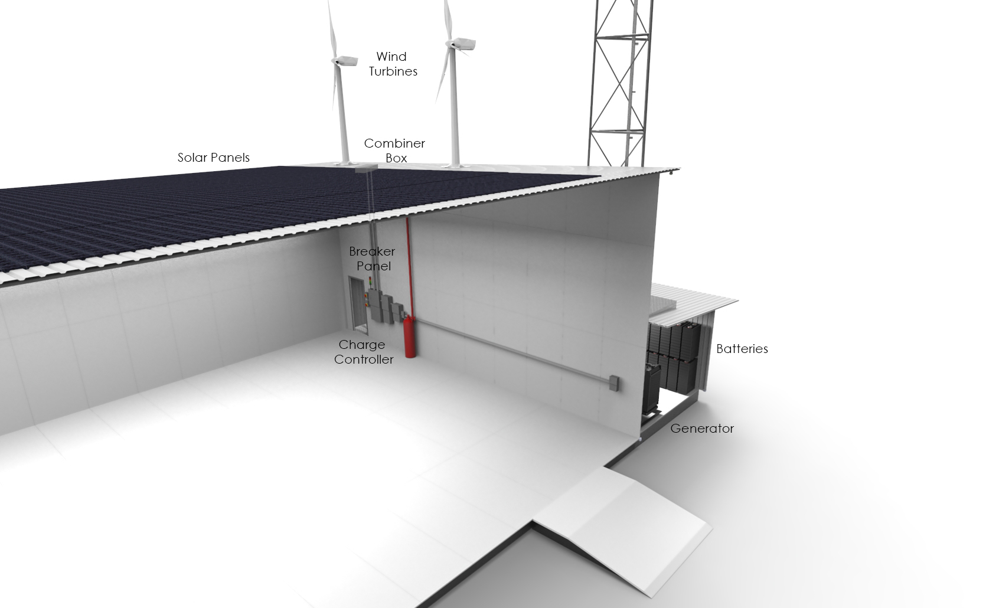 Wind
Turbines
Combiner
Box
Solar Panels
Breaker
Panel
Charge
Controller
Batteries
Generator